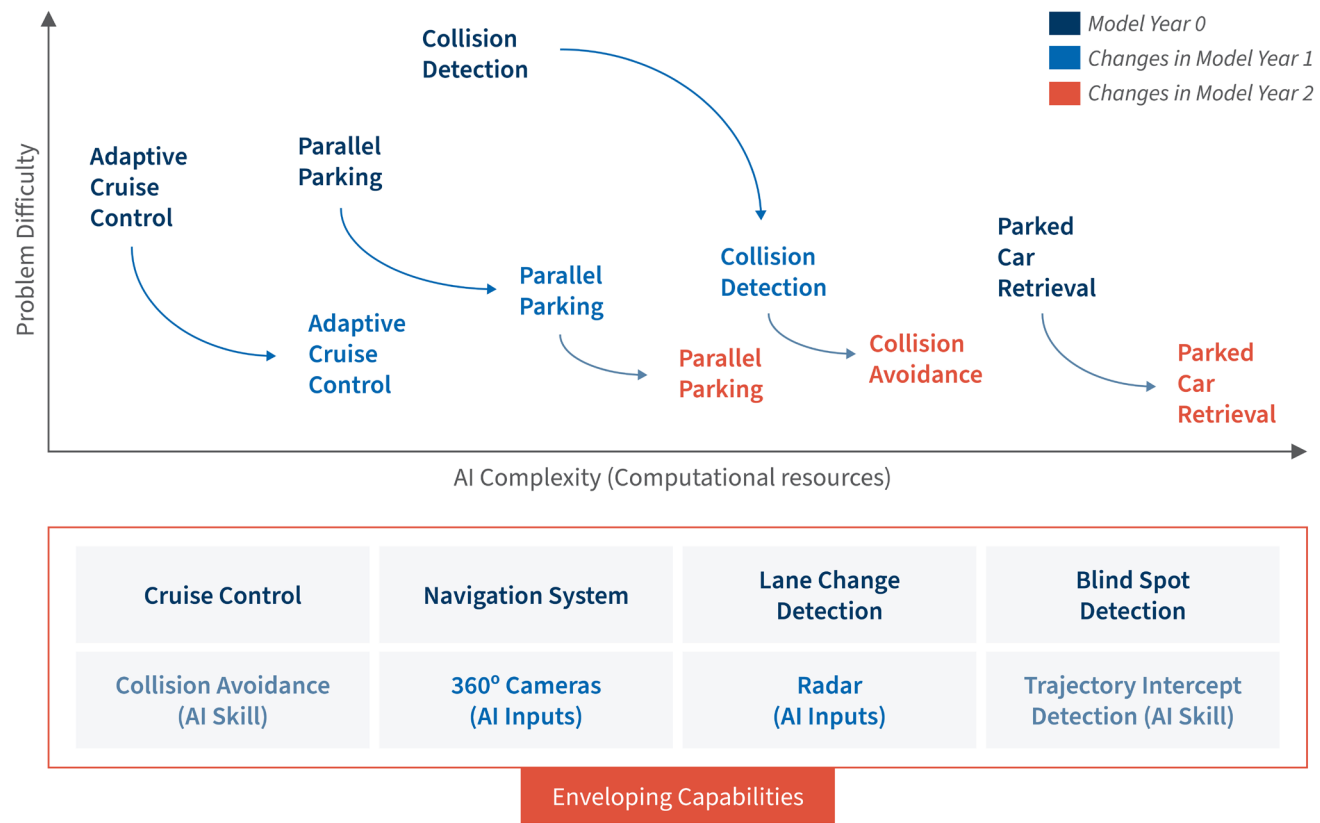 Model Year 0
Changes in Model Year 1
Changes in Model Year 2
Problem Difficulty
Collision
Detection
Adaptive
Cruise
Control
Parallel
Parking
Parked
Car
Retrieval
Collision
Detection
Parallel
Parking
Adaptive
Cruise
Control
Parallel
Parking
Collision
Avoidance
Parked
Car
Retrieval
AI Complexity (Computational resources)
Cruise Control
Navigation System
Lane Change
Detection
Blind Spot
Detection
Collision Avoidance
(AI Skill)
360º Cameras
(AI Inputs)
Radar
(AI Inputs)
Trajectory Intercept
Detection (AI Skill)
Enveloping Capabilities